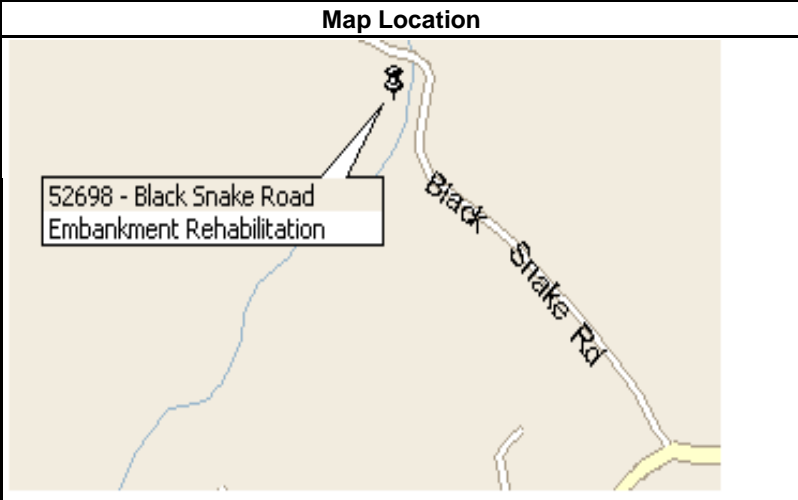 Map Location
52698 - Black Snake Road
Embankment Rehabilitation
Black Snake Rd